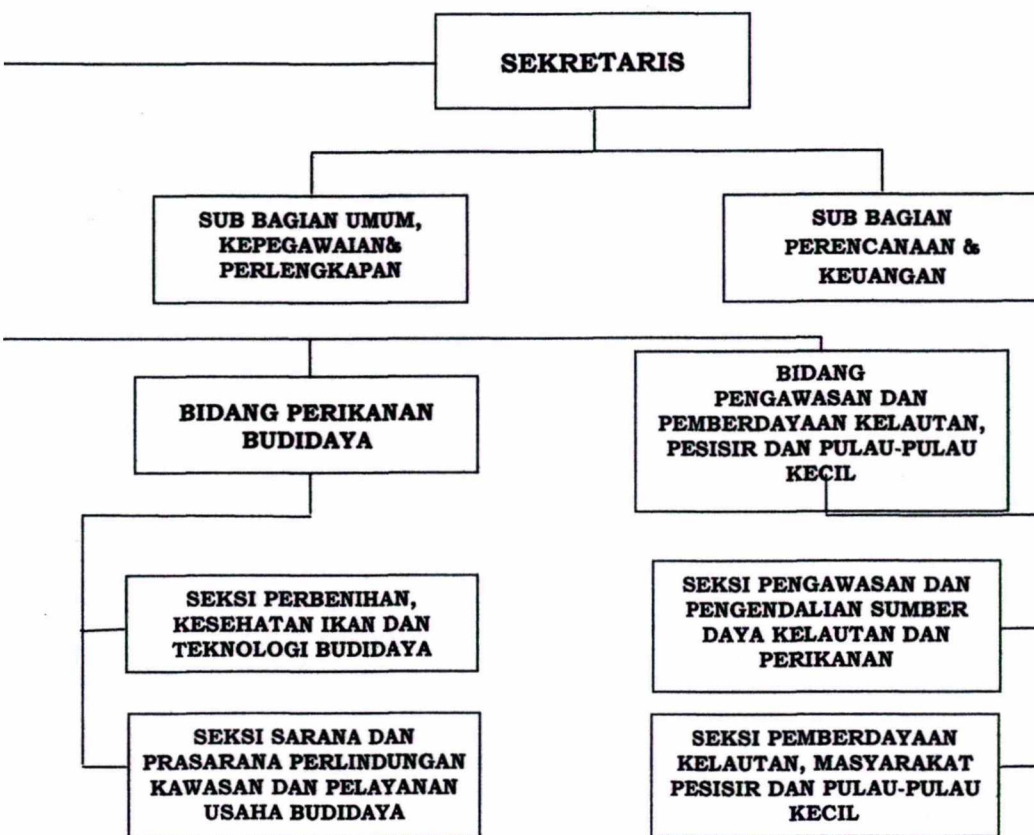 SEKRETARIS
SUB BAGIAN UMUM,
KEPEGAWAIAN&
PERLENGKAPAN
SUB BAGIAN
PERENCANAAN &
KEUANGAN
BIDANG PERIKANAN
BUDIDAYA
BIDANG
PENGAWASAN DAN
PEMBERDAYAAN KELAUTAN,
PESISIR DAN PULAU-PULAU
KECIL
SEKSI PERBENIHAN,
KESEHATAN IKAN DAN
TEKNOLOGI BUDIDAYA
SEKSI PENGAWASAN DAN
PENGENDALIAN SUMBER
DAYA KELAUTAN DAN
PERIKANAN
SEKSI SARANA DAN
PRASARANA PERLINDUNGAN
KAWASAN DAN PELAYANAN
USAHA BUDIDAYA
SEKSI PEMBERDAYAAN
KELAUTAN, MASYARAKAT
PESISIR DAN PULAU-PULAU
KECIL